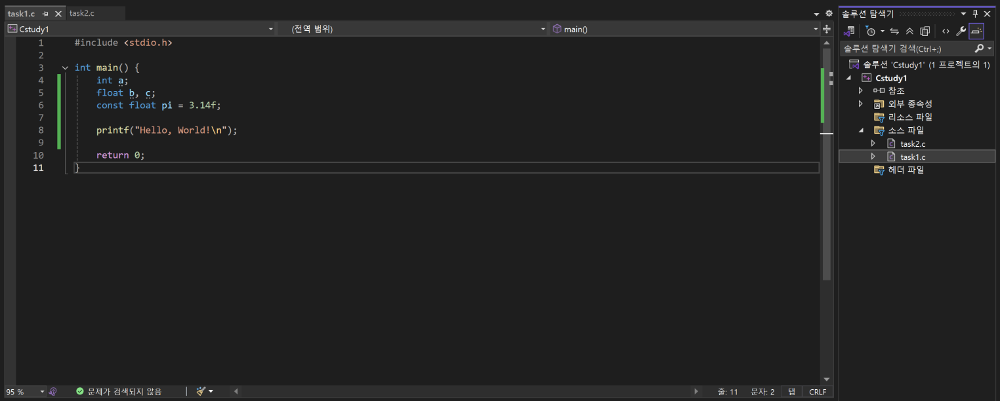 task1.c
task2.c
Cstudy1
(전역 범위)
main()
1 #include <stdio.h>
2
3 int main() {
4 int a;
5 float b, c;
6 const float pi = 3.14f;
7
8 printf("Hello, World!\n");
9
10 return 0;
11 }
95 %
문제가 검색되지 않음
줄: 11
문자: 2
탭
CRLF
솔루션 탐색기
솔루션 탐색기 검색(Ctrl+;)
솔루션 'Cstudy1' (1 프로젝트의 1)
Cstudy1
참조
외부 종속성
리소스 파일
소스 파일
task2.c
task1.c
헤더 파일